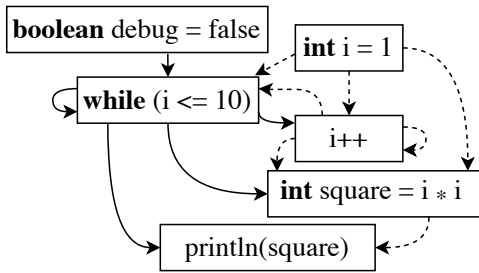 boolean debug = false
int i = 1
while (i <= 10)
i++
int square = i * i
println(square)